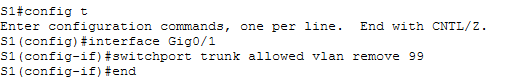 S1#config t
Enter configuration commands, one per line.  End with CNTL/Z.
S1(config)#interface Gig0/1
S1(config-if)#switchport trunk allowed vlan remove 99
S1(config-if)#end